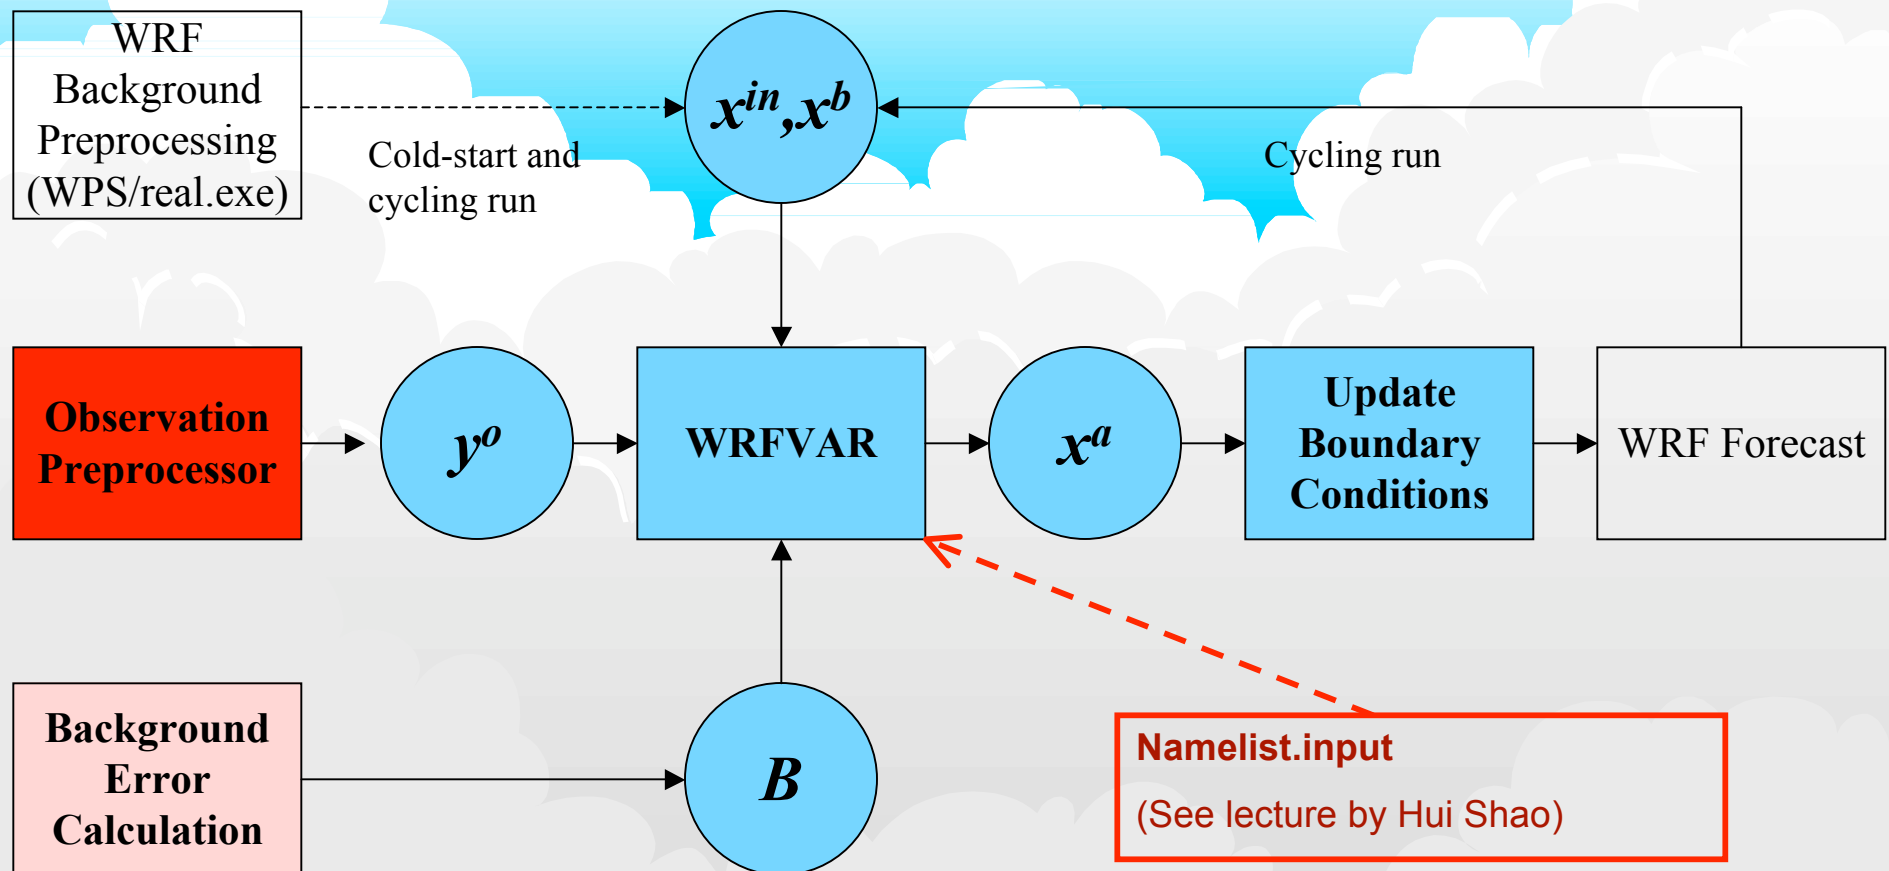 WRF
Background
Preprocessing
(WPS/real.exe)
x^in,x^b
Cold-start and
cycling run
Cycling run
Observation
Preprocessor
y^o
WRFVAR
x^a
Update
Boundary
Conditions
WRF Forecast
Background
Error
Calculation
B
Namelist.input
(See lecture by Hui Shao)